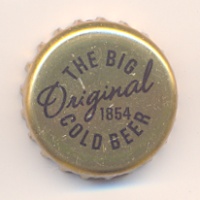 THE BIG
Original
1854
COLD BEER